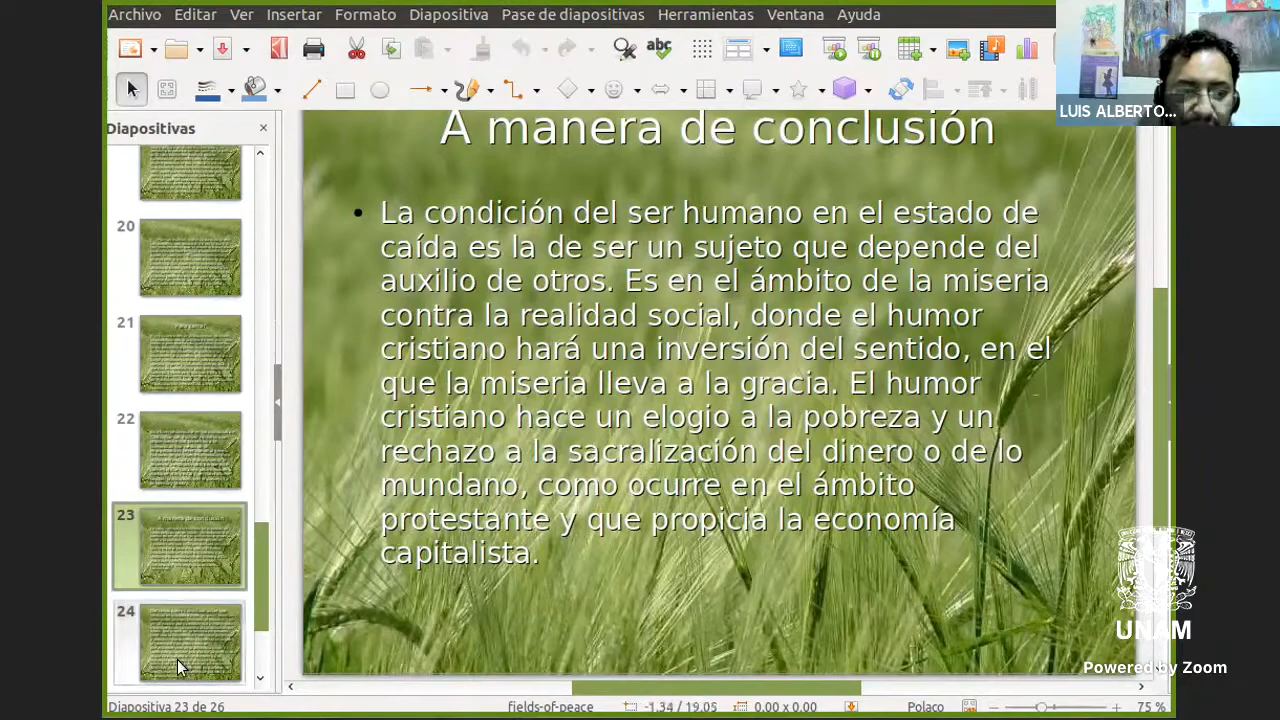 Archivo Editar Ver Insertar Formato Diapositiva Pase de diapositivas Herramientas Ventana Ayuda
abc
LUIS ALBERTO...
Diapositivas
20
21
22
23
24
A manera de conclusión
• La condición del ser humano en el estado de
caída es la de ser un sujeto que depende del
auxilio de otros. Es en el ámbito de la miseria
contra la realidad social, donde el humor
cristiano hará una inversión del sentido, en el
que la miseria lleva a la gracia. El humor
cristiano hace un elogio a la pobreza y un
rechazo a la sacralización del dinero o de lo
mundano, como ocurre en el ámbito
protestante y que propicia la economía
capitalista.
UNAM
Powered by Zoom
Diapositiva 23 de 26 fields-of-peace -1.34 / 19.05 0.00 x 0.00 Polaco 75 %